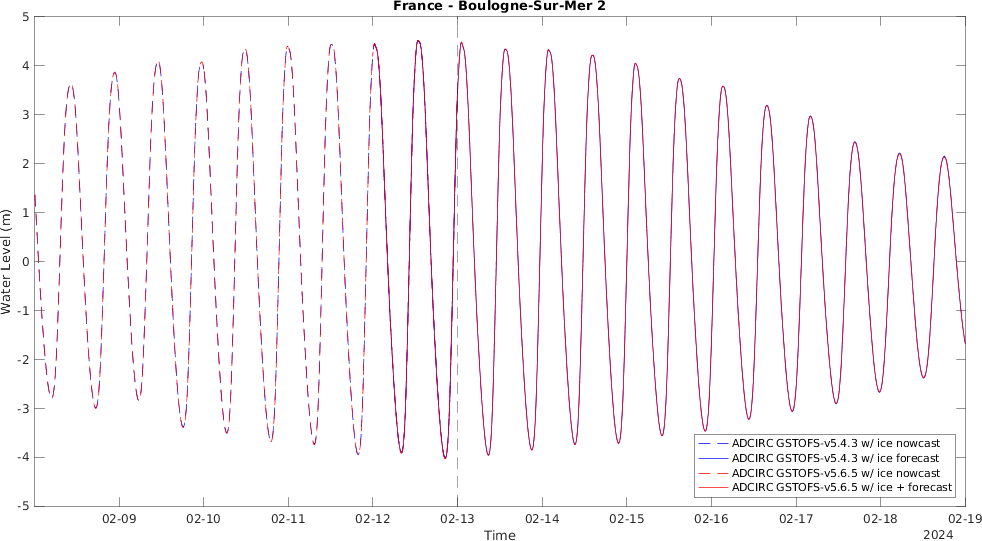 France - Boulogne-Sur-Mer 2
5
4
3
2
1
0
-1
-2
-3
-4
-5
Water Level (m)
ADCIRC GSTOFS-v5.4.3 w/ ice nowcast
ADCIRC GSTOFS-v5.4.3 w/ ice forecast
ADCIRC GSTOFS-v5.6.5 w/ ice nowcast
ADCIRC GSTOFS-v5.6.5 w/ ice + forecast
02-09 02-10 02-11 02-12 02-13 02-14 02-15 02-16 02-17 02-18 02-19
Time
2024